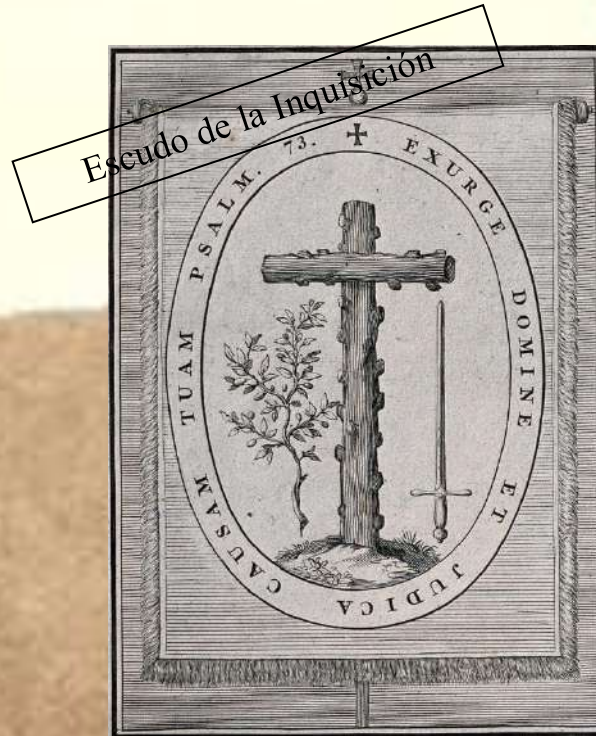 Escudo de la Inquisición
✠ EXURGE DOMINE ET JUDICA CAUSAM TUAM PSALM. 73.